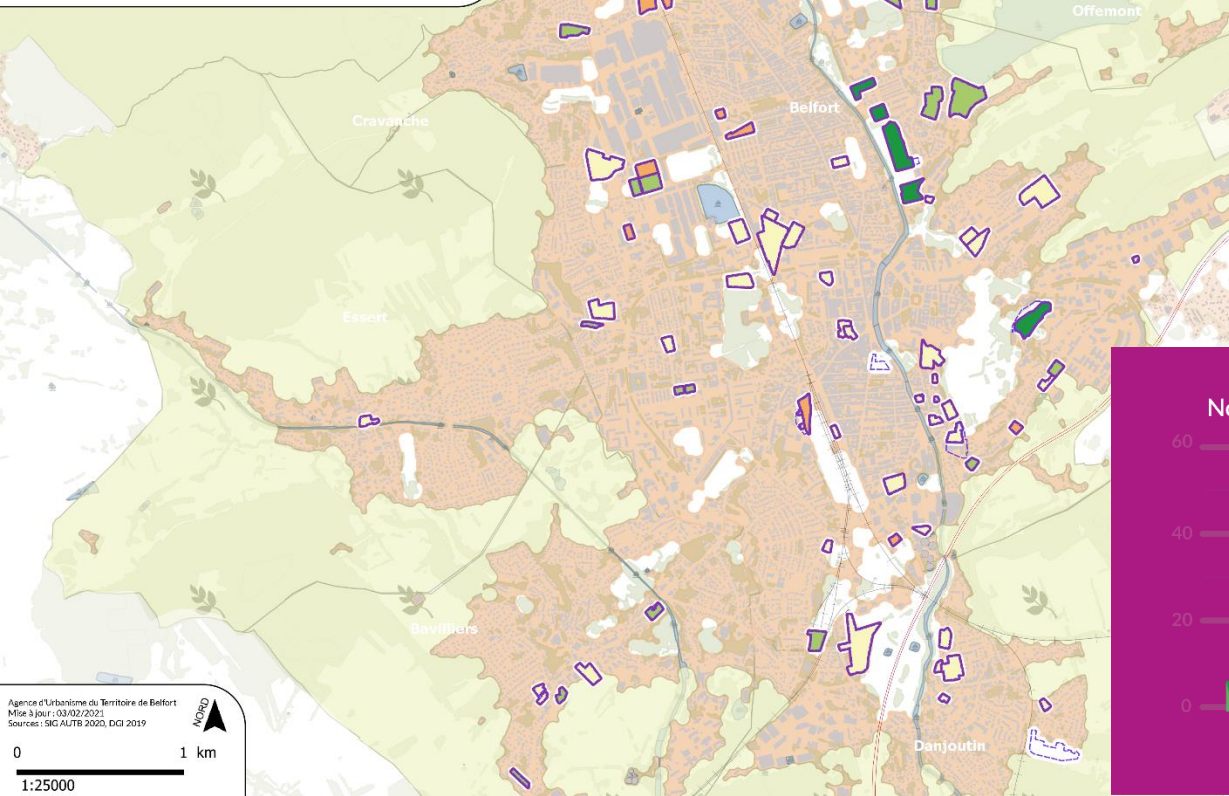 Offemont
Belfort
Cravanche
Essert
Bavilliers
Danjoutin
Agence d'Urbanisme du Territoire de Belfort
Mise à jour : 03/02/2021
Sources : SIG AUTB 2020, DGI 2019
NORD
0 1 km
1:25000
No
60
40
20
0